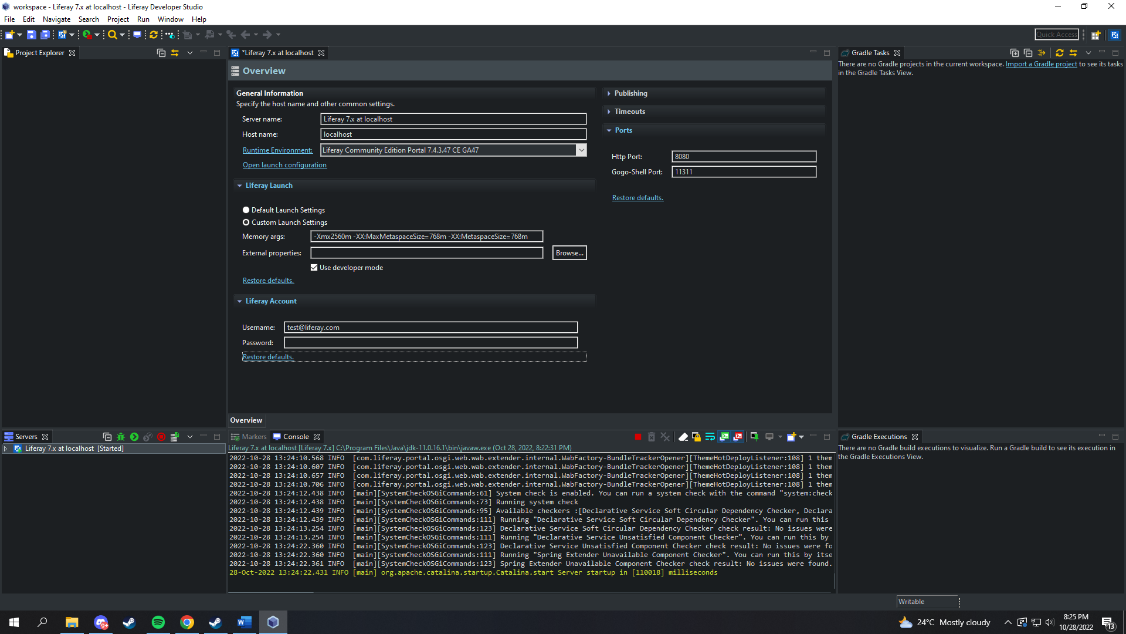 workspace - Liferay 7.x - Liferay Developer Studio
File Edit Navigate Search Project Run Window Help
Quick Access
Project Explorer
*Liferay 7.x at localhost
Overview
General Information
Specify the host name and other common settings.
Server name: Liferay 7.x at localhost
Host name: localhost
Runtime Environment: Liferay Community Edition Portal 7.4.3.47 CE GA47
Open launch configuration
Liferay Launch
Default Launch Settings
Custom Launch Settings
Memory args: -Xmx2560m -XX:MaxMetaspaceSize=768m -XX:MetaspaceSize=768m
External properties: Browse...
Use developer mode
Restore defaults.
Liferay Account
Username: test@liferay.com
Password:
Restore defaults.
Publishing
Timeouts
Ports
Http Port: 8080
Gogo-Shell Port: 11311
Restore defaults.
Overview
Gradle Tasks
There are no Gradle projects in the current workspace. Import a Gradle project to see its tasks
in the Gradle Tasks View.
Servers
Liferay 7.x at localhost [Started]
Markers Console
Liferay 7.x at localhost [Liferay 7.x] C:\Program Files\Java\jdk-11.0.16.1\bin\javaw.exe (Oct 28, 2022, 8:22:31 PM)
2022-10-28 13:24:10.568 INFO [com.liferay.portal.osgi.web.wab.extender.internal.WabFactory-BundleTrackerOpener][ThemeHotDeployListener:108] 1 them
2022-10-28 13:24:10.607 INFO [com.liferay.portal.osgi.web.wab.extender.internal.WabFactory-BundleTrackerOpener][ThemeHotDeployListener:108] 1 them
2022-10-28 13:24:10.657 INFO [com.liferay.portal.osgi.web.wab.extender.internal.WabFactory-BundleTrackerOpener][ThemeHotDeployListener:108] 1 them
2022-10-28 13:24:10.706 INFO [com.liferay.portal.osgi.web.wab.extender.internal.WabFactory-BundleTrackerOpener][ThemeHotDeployListener:108] 1 them
2022-10-28 13:24:12.438 INFO [main][SystemCheckOSGiCommands:61] System check is enabled. You can run a system check with the command "system:check
2022-10-28 13:24:12.438 INFO [main][SystemCheckOSGiCommands:73] Running system check
2022-10-28 13:24:12.439 INFO [main][SystemCheckOSGiCommands:95] Available checkers :[Declarative Service Soft Circular Dependency Checker, Declara
2022-10-28 13:24:12.439 INFO [main][SystemCheckOSGiCommands:111] Running "Declarative Service Soft Circular Dependency Checker". You can run this
2022-10-28 13:24:13.254 INFO [main][SystemCheckOSGiCommands:123] Declarative Service Soft Circular Dependency Checker check result: No issues were
2022-10-28 13:24:13.254 INFO [main][SystemCheckOSGiCommands:111] Running "Declarative Service Unsatisfied Component Checker". You can run this by
2022-10-28 13:24:22.360 INFO [main][SystemCheckOSGiCommands:123] Declarative Service Unsatisfied Component Checker check result: No issues were fo
2022-10-28 13:24:22.360 INFO [main][SystemCheckOSGiCommands:111] Running "Spring Extender Unavailable Component Checker". You can run this by itse
2022-10-28 13:24:22.361 INFO [main][SystemCheckOSGiCommands:123] Spring Extender Unavailable Component Checker check result: No issues were found.
28-Oct-2022 13:24:22.431 INFO [main] org.apache.catalina.startup.Catalina.start Server startup in [110018] milliseconds
Gradle Executions
There are no Gradle build executions to visualize. Run a Gradle build to see its execution in
the Gradle Executions View.
Writable
24°C Mostly cloudy
8:25 PM
10/28/2022
13